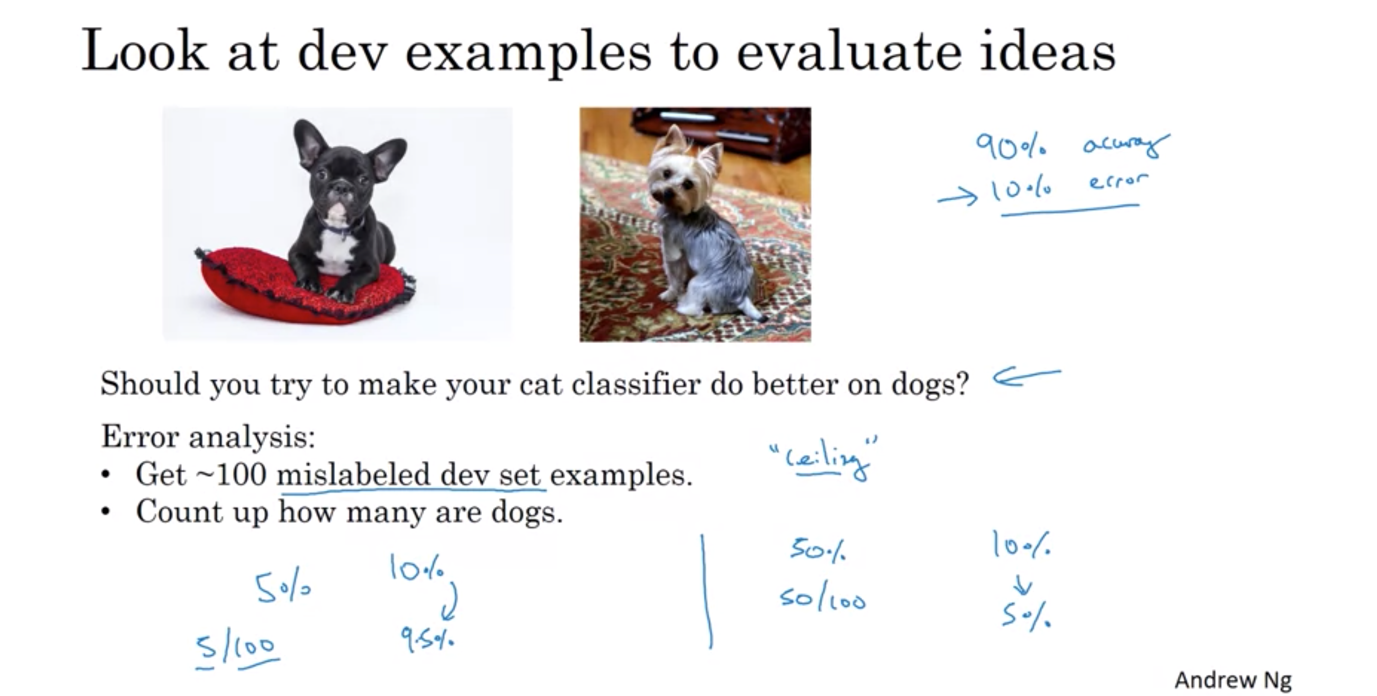 Look at dev examples to evaluate ideas
90% accuracy
→ 10% error
Should you try to make your cat classifier do better on dogs? ←
Error analysis:
• Get ~100 mislabeled dev set examples.
"ceiling"
• Count up how many are dogs.
5% 10%
5/100 9.5%
50% 10%
50/100 ↓
5%
Andrew Ng